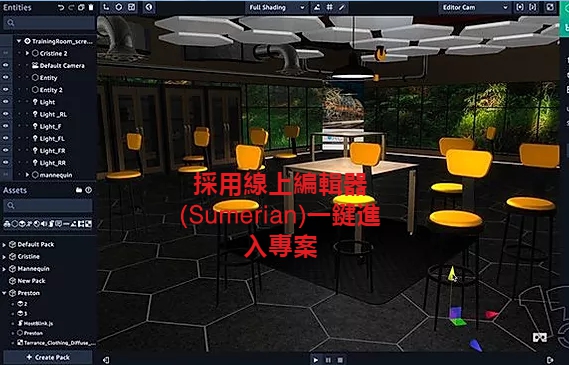 Entities
Full Shading
Editor Cam
TrainingRoom_scre...
Cristine 2
Default Camera
Entity
Entity 2
Light
Light _RL
Light_F
Light_FL
Light_FR
Light_RR
mannequin
Assets
Default Pack
Cristine
Mannequin
New Pack
Preston
2
3
HostBlink.js
Preston
Terrance_Clothing_Diffuse_...
Create Pack
採用線上編輯器
(Sumerian)一鍵進
入專案